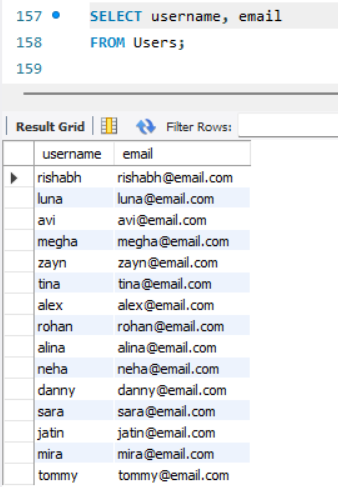 157 SELECT username, email
158 FROM Users;
159
Result Grid Filter Rows:
username email
rishabh rishabh@email.com
luna luna@email.com
avi avi@email.com
megha megha@email.com
zayn zayn@email.com
tina tina@email.com
alex alex@email.com
rohan rohan@email.com
alina alina@email.com
neha neha@email.com
danny danny@email.com
sara sara@email.com
jatin jatin@email.com
mira mira@email.com
tommy tommy@email.com